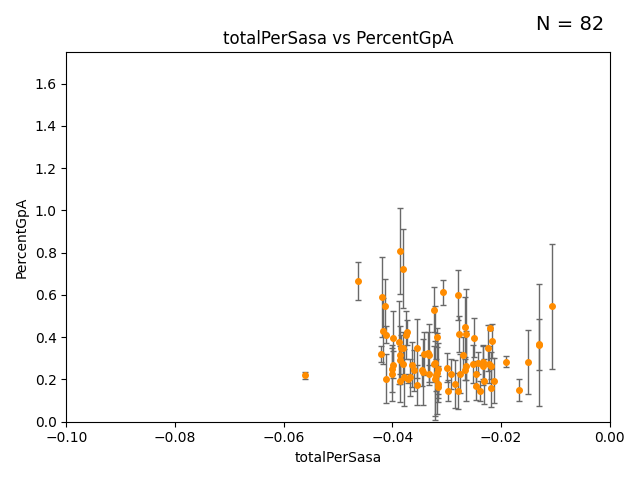 N = 82
totalPerSasa vs PercentGpA
1.6
1.4
1.2
1.0
0.8
0.6
0.4
0.2
0.0
PercentGpA
−0.10 −0.08 −0.06 −0.04 −0.02 0.00
totalPerSasa